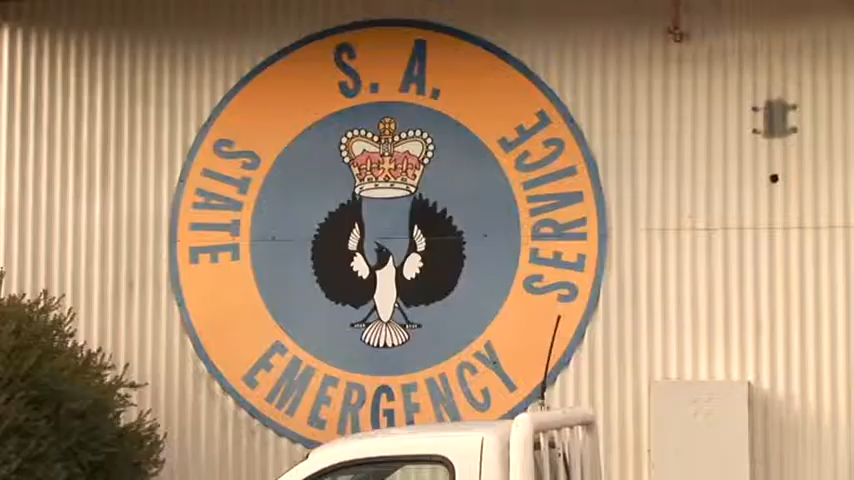 S. A.
STATE
EMERGENCY
SERVICE